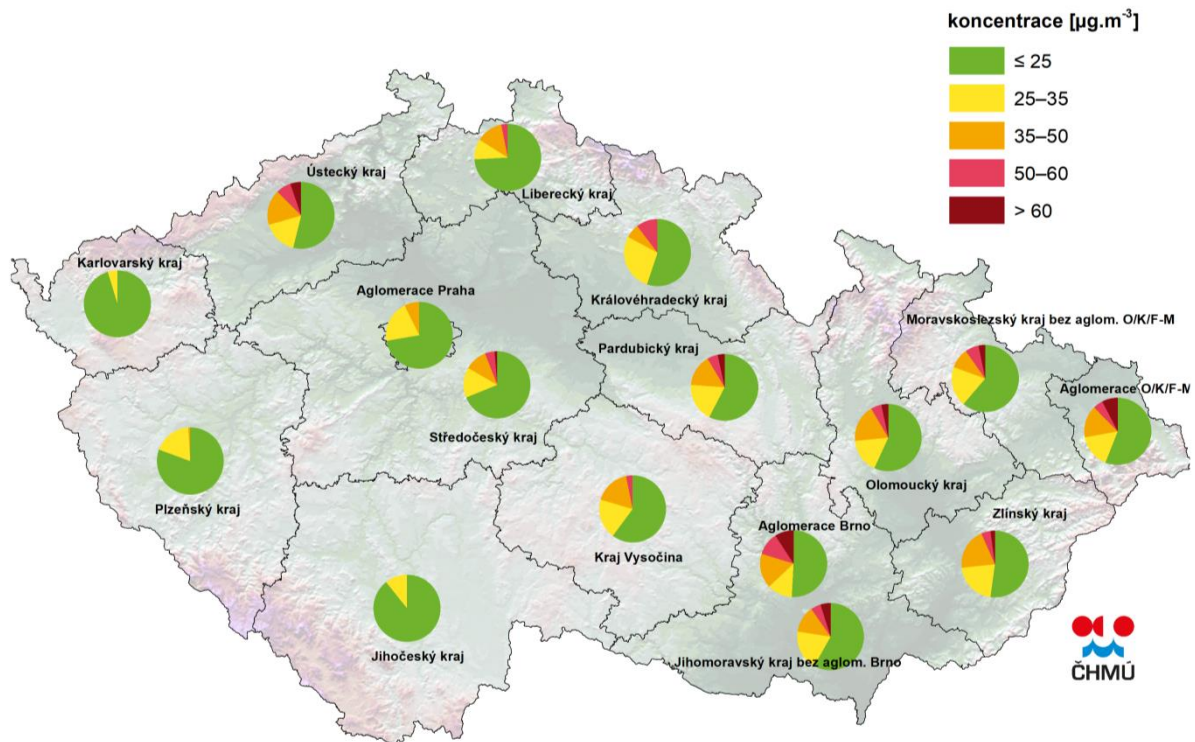 koncentrace [µg.m⁻³]
≤ 25
25–35
35–50
50–60
> 60
Ústecký kraj
Liberecký kraj
Karlovarský kraj
Aglomerace Praha
Královéhradecký kraj
Moravskoslezský kraj bez aglom. O/K/F-M
Pardubický kraj
Aglomerace O/K/F-M
Středočeský kraj
Olomoucký kraj
Plzeňský kraj
Zlínský kraj
Aglomerace Brno
Kraj Vysočina
Jihočeský kraj
Jihomoravský kraj bez aglom. Brno
ČHMÚ